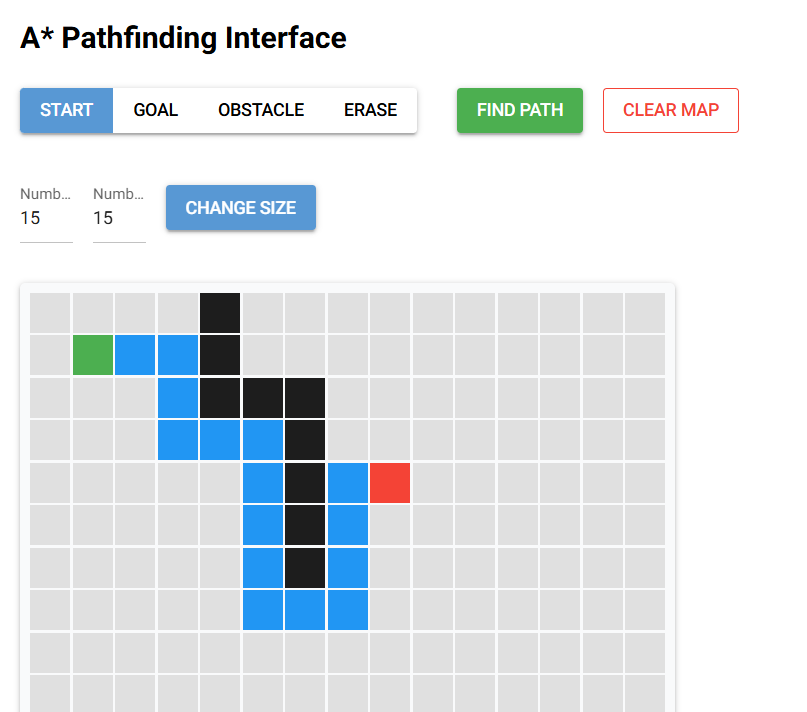 A* Pathfinding Interface
START GOAL OBSTACLE ERASE FIND PATH CLEAR MAP
Numb... Numb...
15 15 CHANGE SIZE